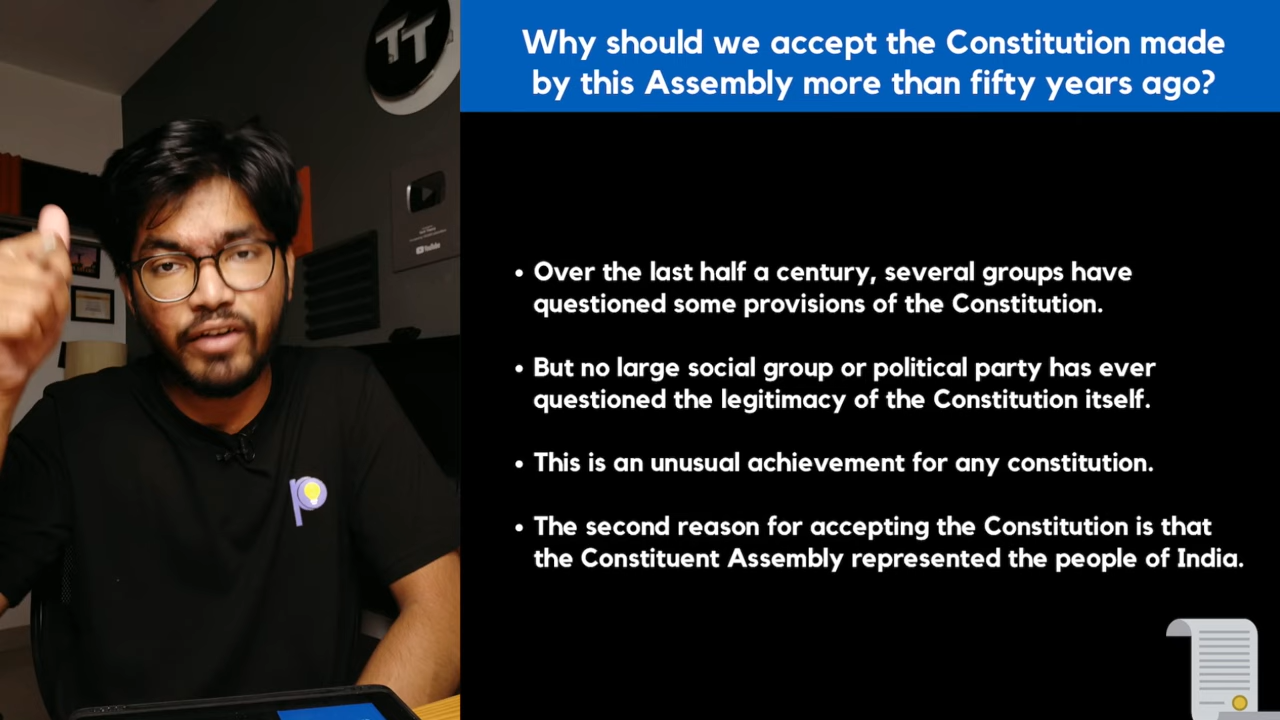 TT
YouTube
p
Why should we accept the Constitution made
by this Assembly more than fifty years ago?
• Over the last half a century, several groups have
questioned some provisions of the Constitution.
• But no large social group or political party has ever
questioned the legitimacy of the Constitution itself.
• This is an unusual achievement for any constitution.
• The second reason for accepting the Constitution is that
the Constituent Assembly represented the people of India.